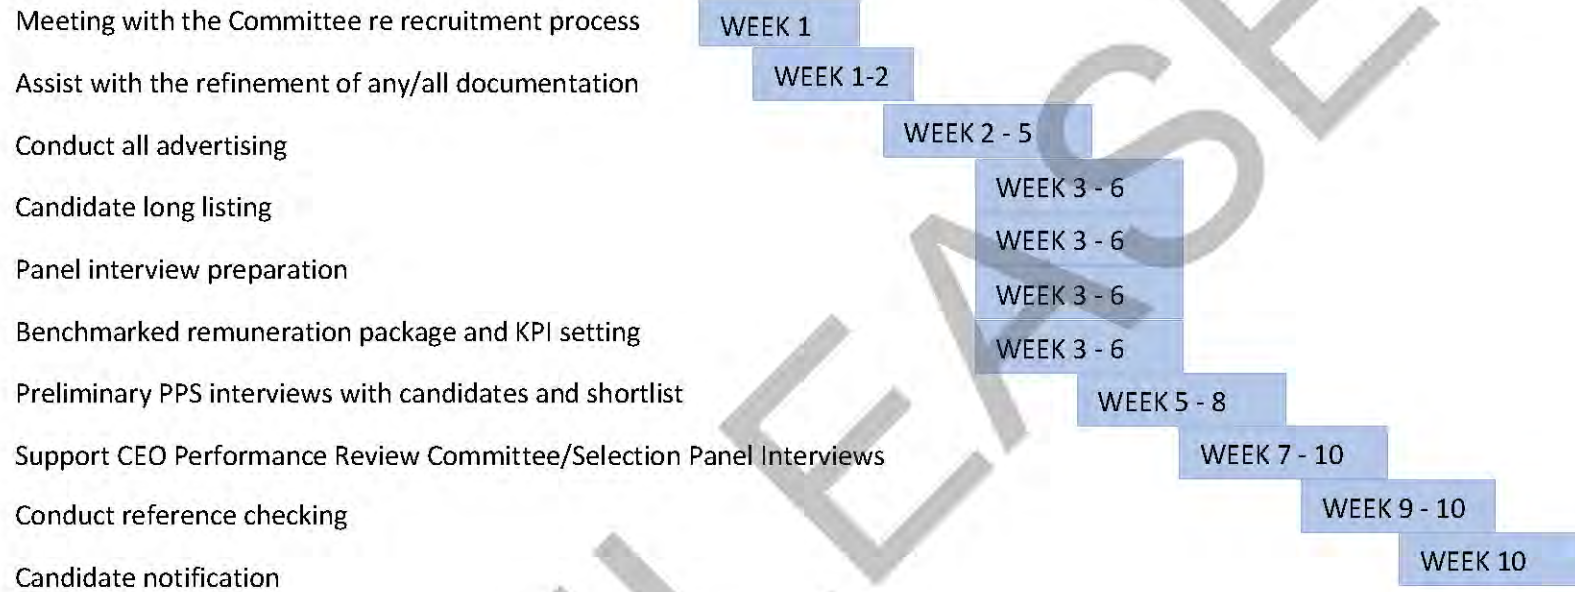 Meeting with the Committee re recruitment process WEEK 1
Assist with the refinement of any/all documentation WEEK 1-2
Conduct all advertising WEEK 2 - 5
Candidate long listing WEEK 3 - 6
WEEK 3 - 6
Panel interview preparation
WEEK 3 - 6
Benchmarked remuneration package and KPI setting WEEK 3 - 6
Preliminary PPS interviews with candidates and shortlist WEEK 5 - 8
Support CEO Performance Review Committee/Selection Panel Interviews WEEK 7 - 10
Conduct reference checking WEEK 9 - 10
Candidate notification WEEK 10
EASE